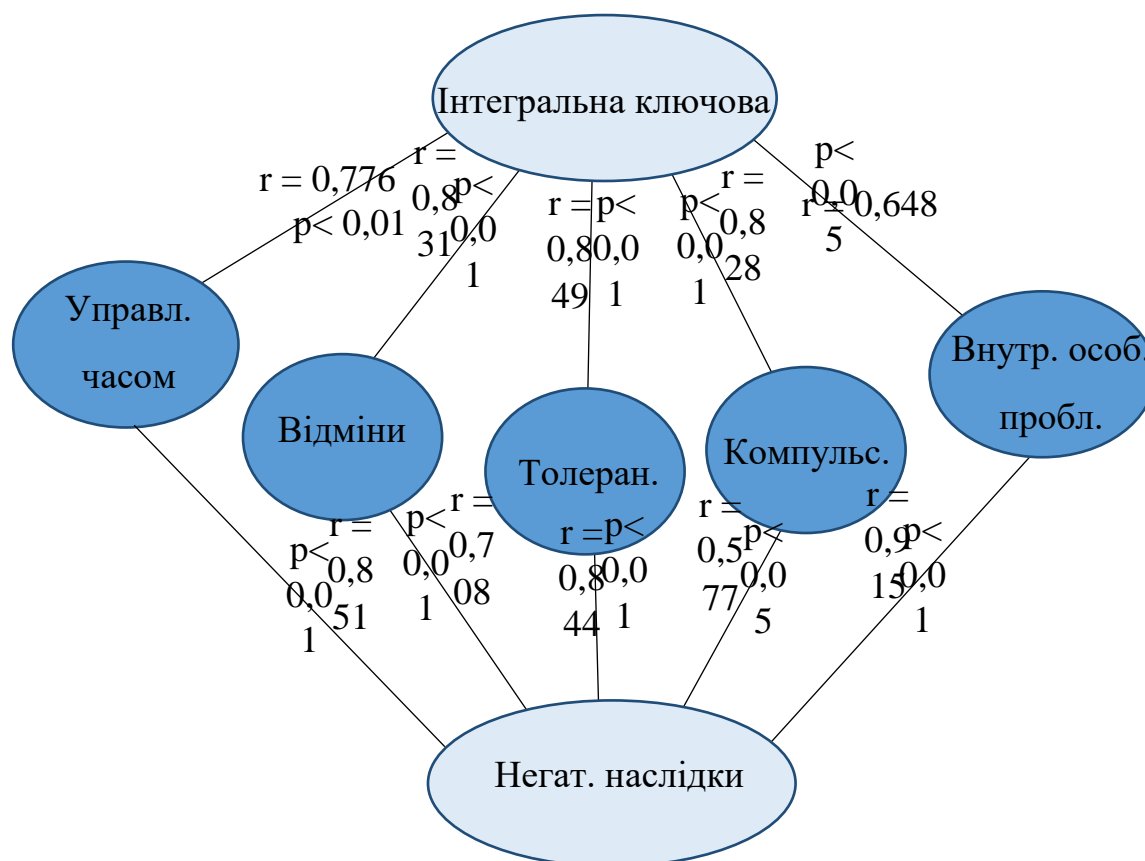 Інтегральна ключова
r = 0,776
p< 0,01
r =
0,8
31
p<
0,0
1
r =
0,8
49
p<
0,0
1
p<
0,0
1
r =
0,8
28
p<
0,0
5
r = 0,648
Управл.
часом
Відміни
Толеран.
Компульс.
Внутр. особ.
пробл.
p<
0,0
1
r =
0,8
51
p<
0,0
1
r =
0,7
08
r =
0,8
44
p<
0,0
1
r =
0,5
77
p<
0,0
5
r =
0,9
15
p<
0,0
1
Негат. наслідки